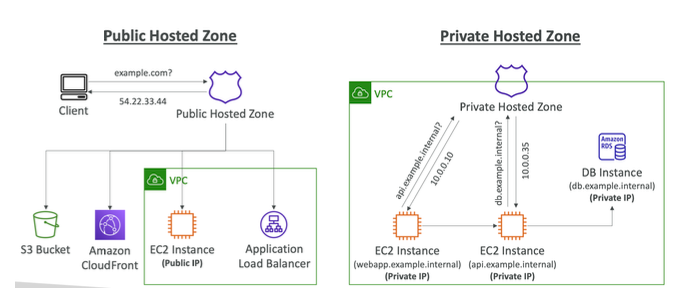 Public Hosted Zone
example.com?
54.22.33.44
Client
Public Hosted Zone
VPC
S3 Bucket
Amazon
CloudFront
EC2 Instance
(Public IP)
Application
Load Balancer
Private Hosted Zone
VPC
Private Hosted Zone
api.example.internal?
10.0.0.10
db.example.internal?
10.0.0.35
Amazon
RDS
DB Instance
(db.example.internal)
(Private IP)
EC2 Instance
(webapp.example.internal)
(Private IP)
EC2 Instance
(api.example.internal)
(Private IP)